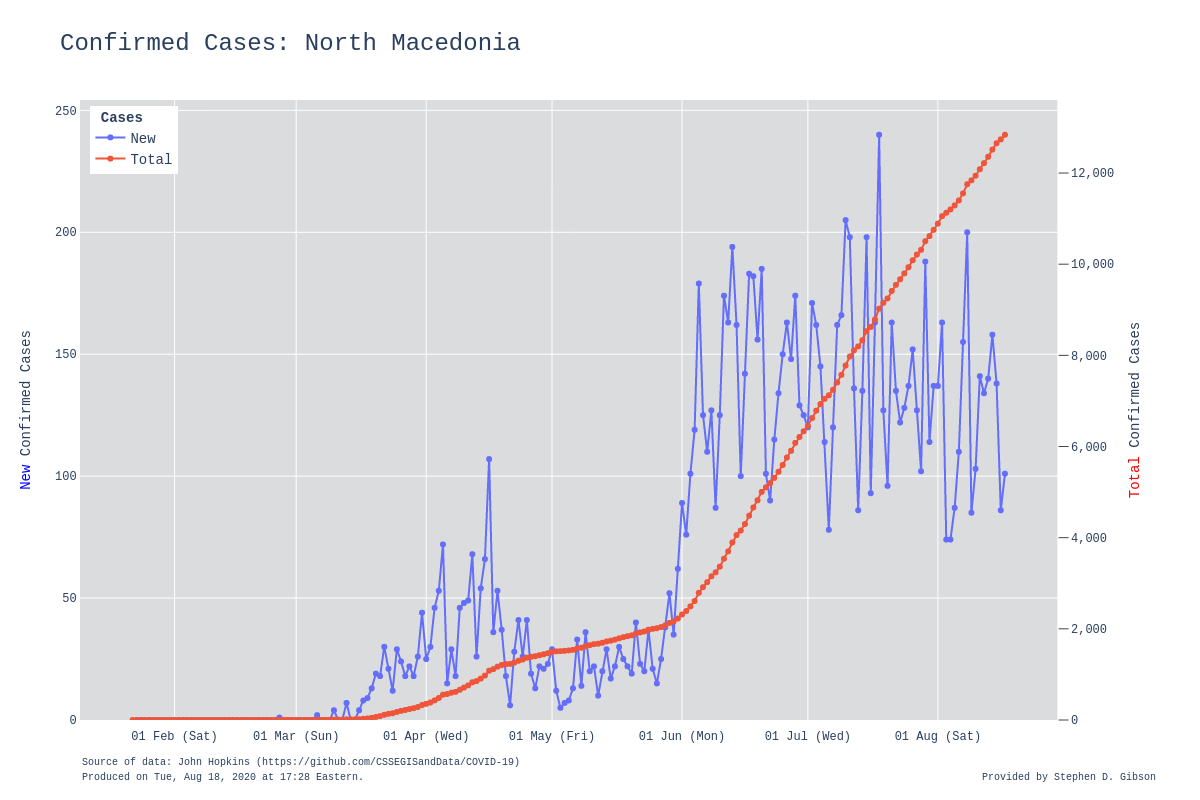 Confirmed Cases: North Macedonia
Cases
New
Total
250
200
150
100
50
0
12,000
10,000
8,000
6,000
4,000
2,000
0
New Confirmed Cases
Total Confirmed Cases
01 Feb (Sat) 01 Mar (Sun) 01 Apr (Wed) 01 May (Fri) 01 Jun (Mon) 01 Jul (Wed) 01 Aug (Sat)
Source of data: John Hopkins (https://github.com/CSSEGISandData/COVID-19)
Produced on Tue, Aug 18, 2020 at 17:28 Eastern.
Provided by Stephen D. Gibson